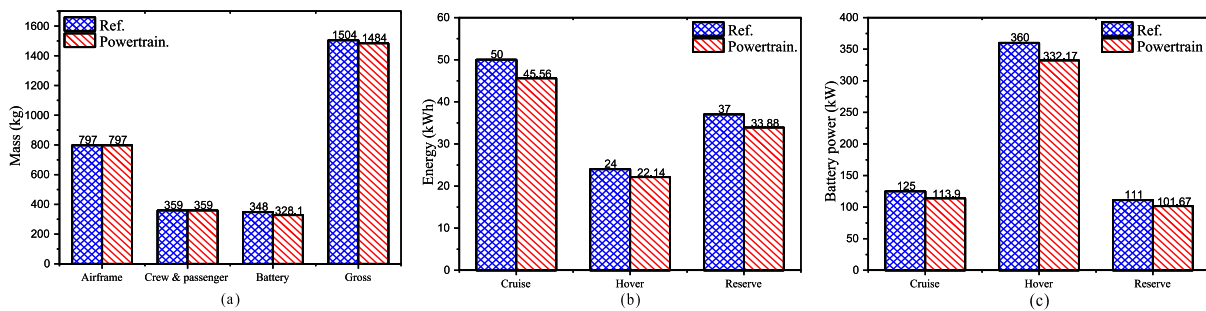 1600
1400
1200
1000
800
600
400
200
0
Mass (kg)
Ref.
Powertrain.
797
797
359
359
348
328.1
1504
1484
Airframe
Crew & passenger
Battery
Gross
(a)
60
50
40
30
20
10
0
Energy (kWh)
Ref.
Powertrain.
50
45.56
24
22.14
37
33.88
Cruise
Hover
Reserve
(b)
400
350
300
250
200
150
100
50
0
Battery power (kW)
Ref.
Powertrain.
125
113.9
360
332.17
111
101.67
Cruise
Hover
Reserve
(c)